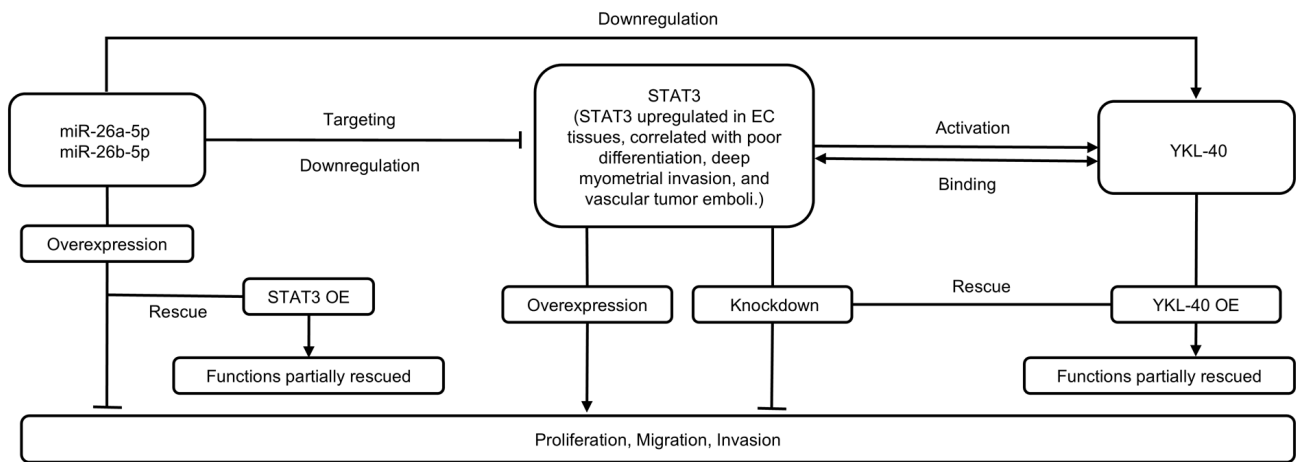 Downregulation
miR-26a-5p
miR-26b-5p
Targeting
Downregulation
STAT3
(STAT3 upregulated in EC
tissues, correlated with poor
differentiation, deep
myometrial invasion, and
vascular tumor emboli.)
Activation
Binding
YKL-40
Overexpression
Rescue
STAT3 OE
Functions partially rescued
Overexpression
Knockdown
Rescue
YKL-40 OE
Functions partially rescued
Proliferation, Migration, Invasion